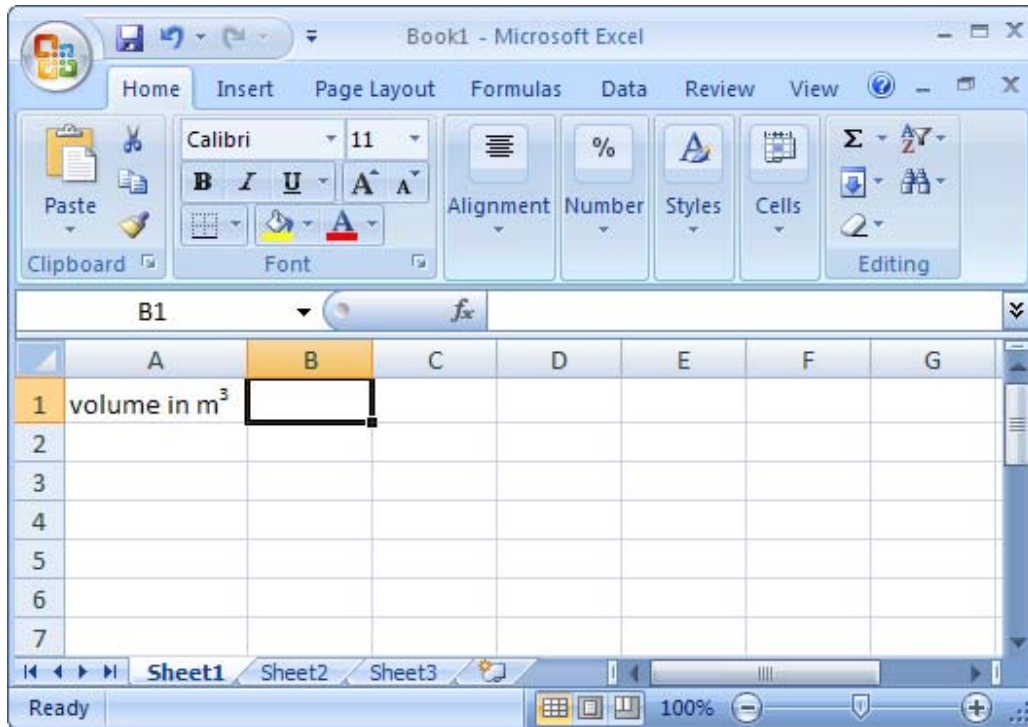 Book1 - Microsoft Excel
Home Insert Page Layout Formulas Data Review View
Calibri 11
B I U A A
Paste Alignment Number Styles Cells
Clipboard Font Editing
B1 fx
A B C D E F G
1 volume in m³
2
3
4
5
6
7
Sheet1 Sheet2 Sheet3
Ready 100%